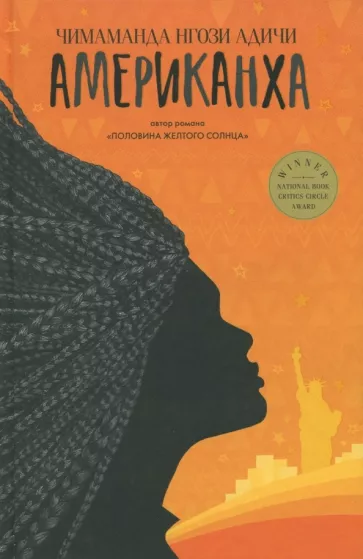 ЧИМАМАНДА НГОЗИ АДИЧИ
АМЕРИКАНХА
автор романа
«ПОЛОВИНА ЖЕЛТОГО СОЛНЦА»
WINNER
NATIONAL BOOK
CRITICS CIRCLE
AWARD